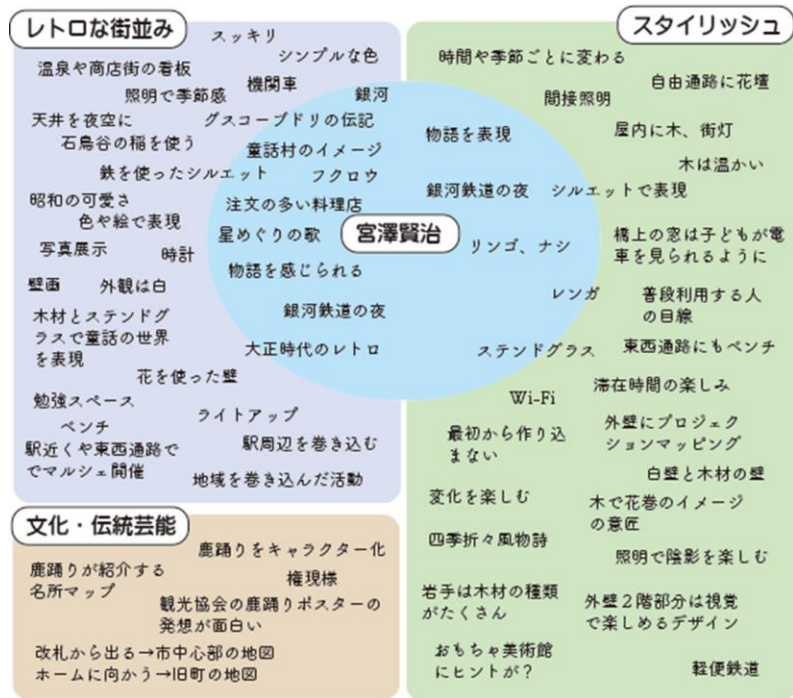 レトロな街並み
スッキリ
シンプルな色
温泉や商店街の看板
機関車
照明で季節感
銀河
天井を夜空に
グスコーブドリの伝記
石鳥谷の稲を使う
童話村のイメージ
鉄を使ったシルエット
フクロウ
昭和の可愛さ
注文の多い料理店
色や絵で表現
星めぐりの歌
写真展示
時計
物語を感じられる
壁画
外観は白
銀河鉄道の夜
木材とステンドグ
ラスで童話の世界
を表現
大正時代のレトロ
花を使った壁
勉強スペース
ライトアップ
ベンチ
駅周辺を巻き込む
駅近くや東西通路で
でマルシェ開催
地域を巻き込んだ活動
宮澤賢治
スタイリッシュ
時間や季節ごとに変わる
自由通路に花壇
間接照明
物語を表現
屋内に木、街灯
木は温かい
銀河鉄道の夜
シルエットで表現
リンゴ、ナシ
橋上の窓は子どもが電
車を見られるように
レンガ
普段利用する人
の目線
ステンドグラス
東西通路にもベンチ
Wi-Fi
滞在時間の楽しみ
最初から作り込
まない
外壁にプロジェク
ションマッピング
白壁と木材の壁
変化を楽しむ
木で花巻のイメージ
の意匠
四季折々風物詩
照明で陰影を楽しむ
岩手は木材の種類
がたくさん
外壁２階部分は視覚
で楽しめるデザイン
おもちゃ美術館
にヒントが？
軽便鉄道
文化・伝統芸能
鹿踊りをキャラクター化
鹿踊りが紹介する
名所マップ
権現様
観光協会の鹿踊りポスターの
発想が面白い
改札から出る→市中心部の地図
ホームに向かう→旧町の地図